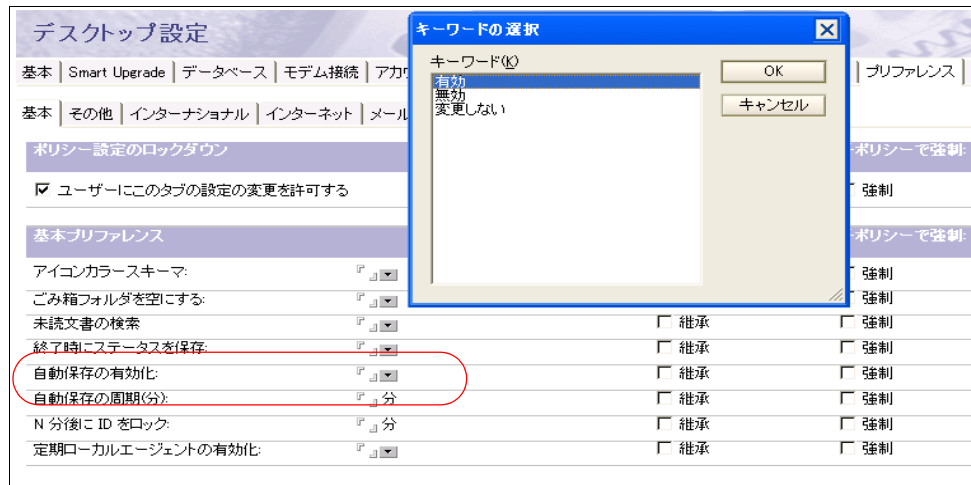 デスクトップ設定
基本 | Smart Upgrade | データベース | モデム接続 | プリファレンス
基本 | その他 | インターナショナル | インターネット | メール
キーワードの選択
キーワード(K)
有効
無効
変更しない
OK
キャンセル
ポリシー設定のロックダウン ポリシーで強制:
ユーザーにこのタブの設定の変更を許可する 強制
基本プリファレンス ポリシーで強制:
アイコンカラースキーマ: 『 』 強制
ごみ箱フォルダを空にする: 『 』 強制
未読文書の検索 『 』 継承 強制
終了時にステータスを保存: 『 』 継承 強制
自動保存の有効化: 『 』 継承 強制
自動保存の周期(分): 『 』分 継承 強制
N 分後に ID をロック: 『 』分 継承 強制
定期ローカルエージェントの有効化: 『 』 継承 強制